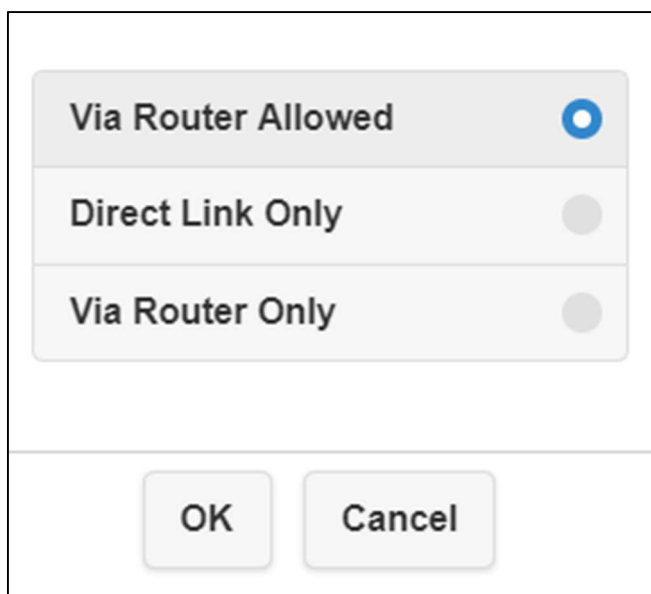 Via Router Allowed
Direct Link Only
Via Router Only
OK Cancel